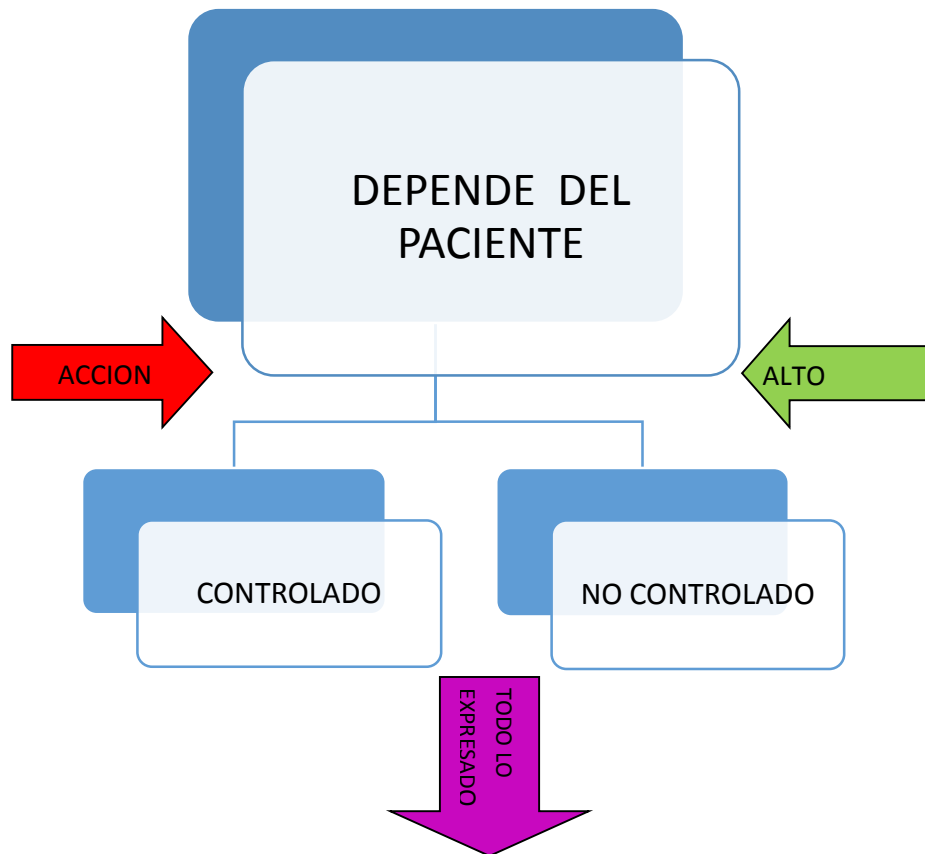 DEPENDE DEL
PACIENTE
ACCION
ALTO
CONTROLADO
NO CONTROLADO
TODO LO
EXPRESADO